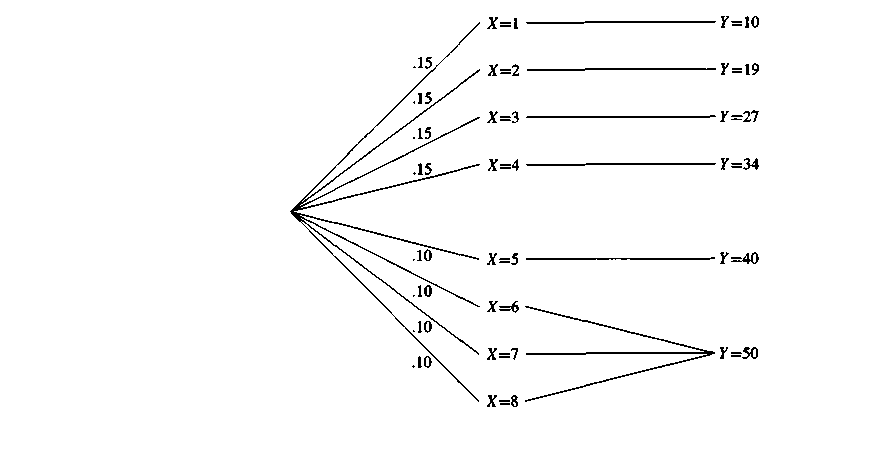 X=1 Y=10
.15
X=2 Y=19
.15
X=3 Y=27
.15
X=4 Y=34
.15
X=5 Y=40
.10
.10
X=6
.10
X=7 Y=50
.10
X=8